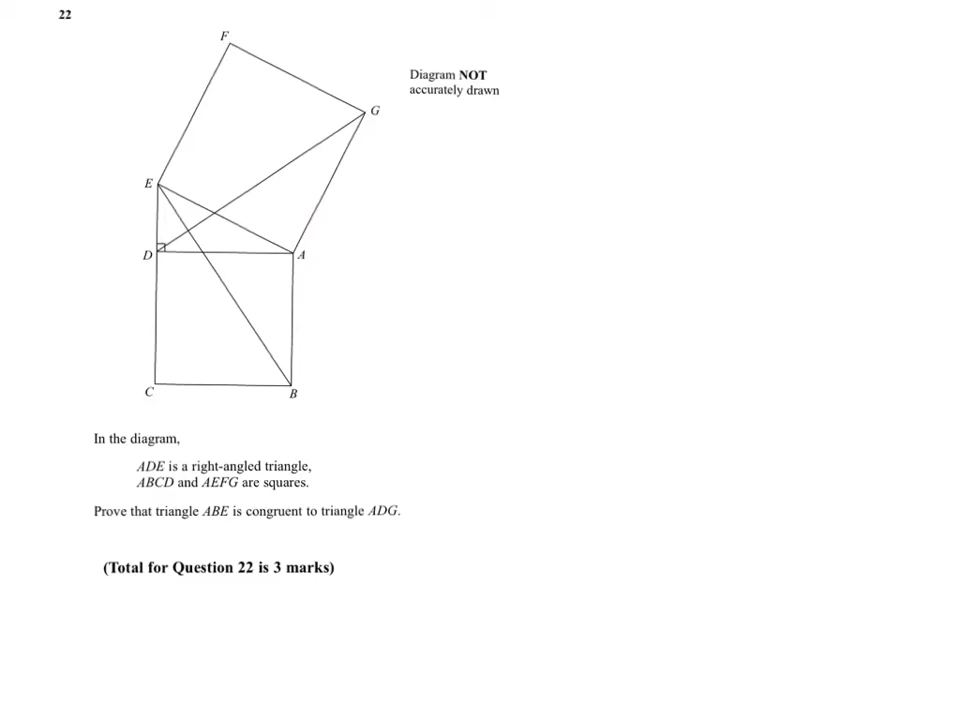 22
F
Diagram NOT
accurately drawn
G
E
D
A
C
B
In the diagram,
ADE is a right-angled triangle,
ABCD and AEFG are squares.
Prove that triangle ABE is congruent to triangle ADG.
(Total for Question 22 is 3 marks)